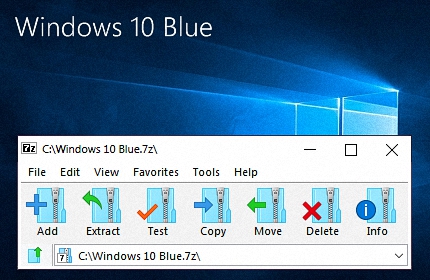 Windows 10 Blue
7z C:\Windows 10 Blue.7z\
File Edit View Favorites Tools Help
Add Extract Test Copy Move Delete Info
7 C:\Windows 10 Blue.7z\